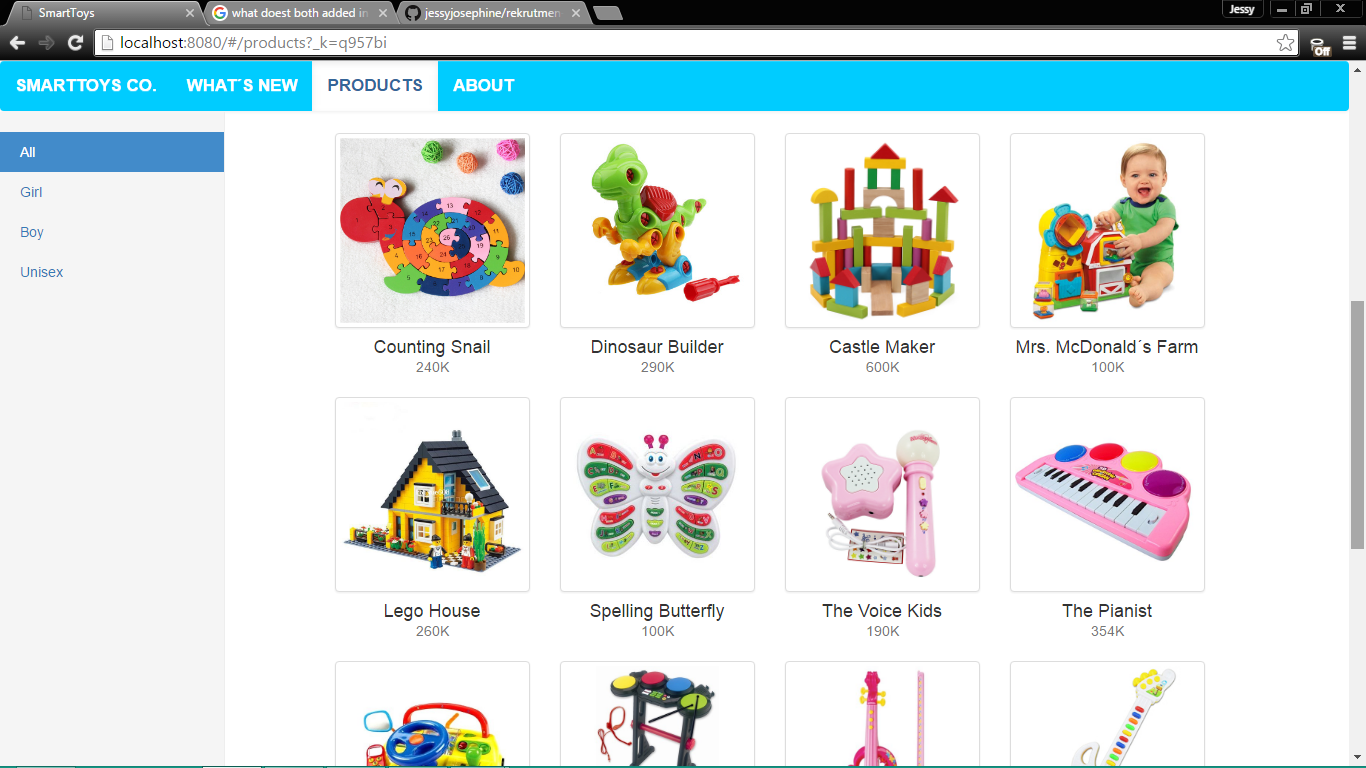 SmartToys
what doest both added in
jessyjosephine/rekrutmen
Jessy
localhost:8080/#/products?_k=q957bi
Off
SMARTTOYS CO.
WHAT´S NEW
PRODUCTS
ABOUT
All
Girl
Boy
Unisex
Counting Snail
240K
Dinosaur Builder
290K
Castle Maker
600K
Mrs. McDonald´s Farm
100K
Lego House
260K
Spelling Butterfly
100K
The Voice Kids
190K
The Pianist
354K